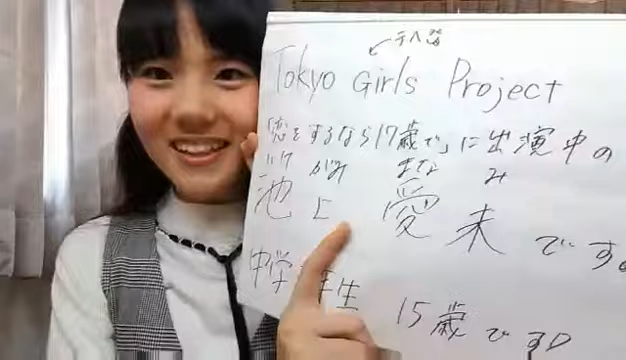 テヘ舎
Tokyo Girls Project
「恋をするなら17歳で」に出演中の
いけ がみ まな み
池上 愛未 です。
中学 年生 15歳です